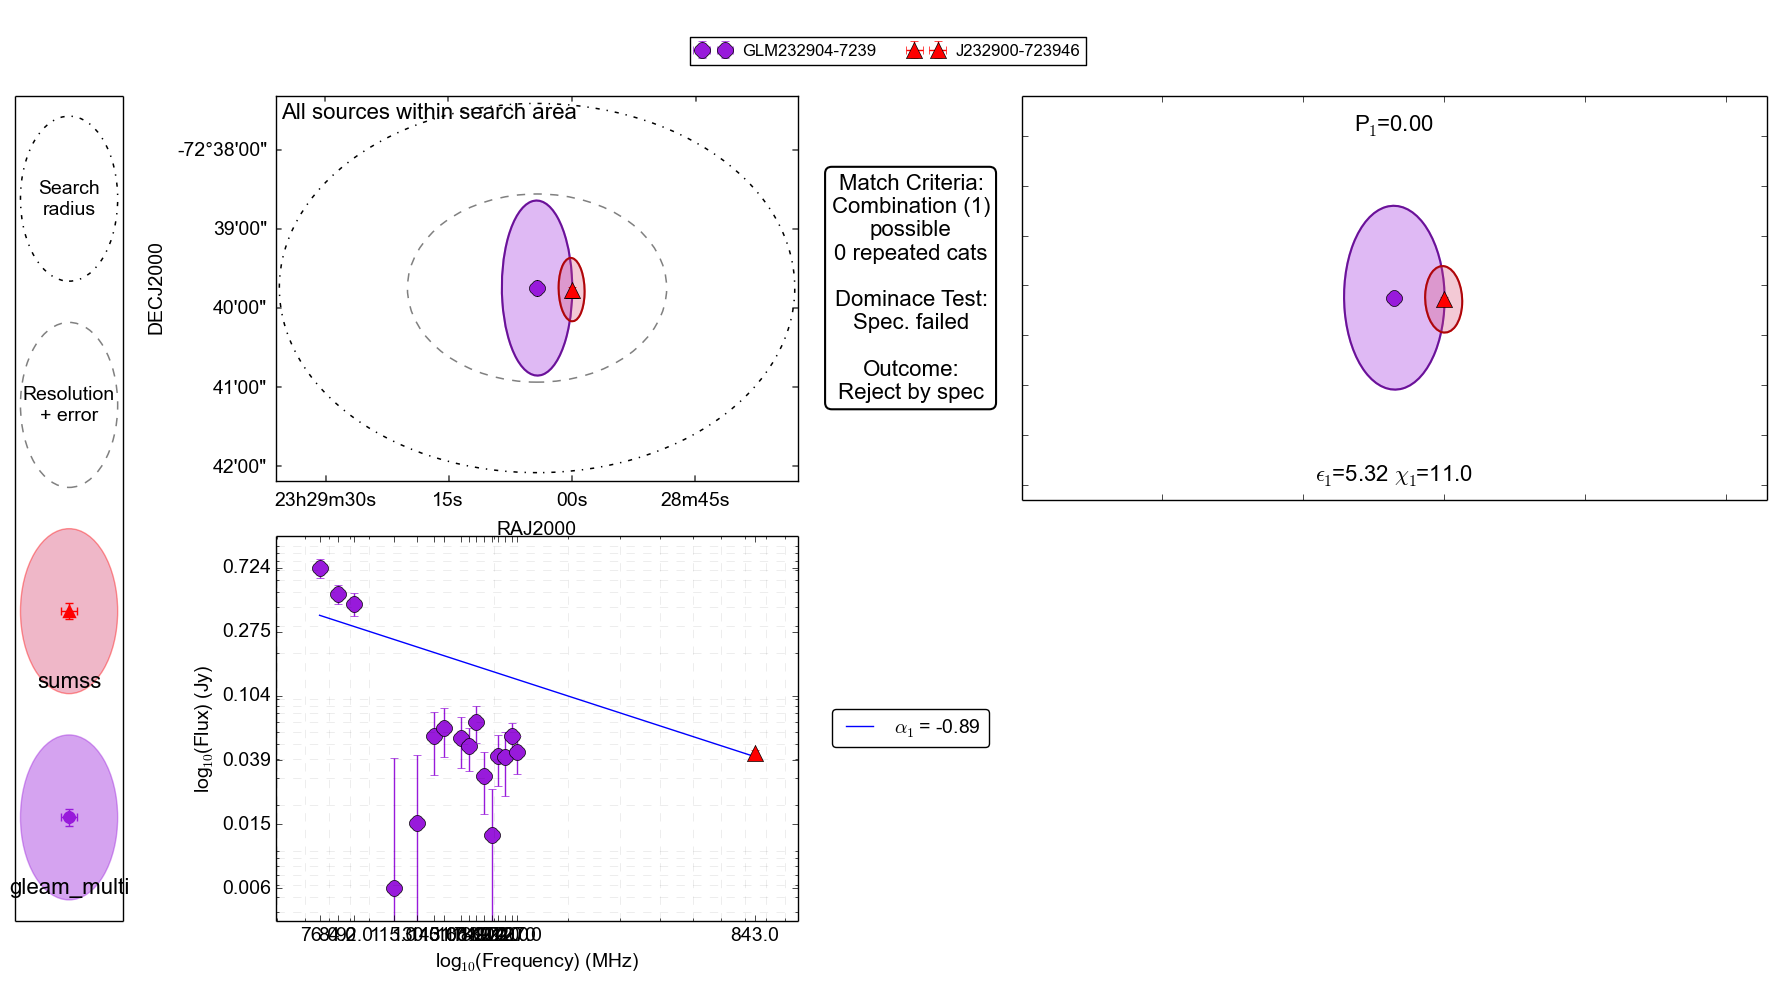 GLM232904-7239
J232900-723946
Search
radius
Resolution
+ error
sumss
gleam_multi
All sources within search area
DECJ2000
-72°38'00"
39'00"
40'00"
41'00"
42'00"
23h29m30s
15s
00s
28m45s
RAJ2000
Match Criteria:
Combination (1)
possible
0 repeated cats
Dominace Test:
Spec. failed
Outcome:
Reject by spec
P1=0.00
ϵ1=5.32 χ1=11.0
log10(Flux) (Jy)
0.724
0.275
0.104
0.039
0.015
0.006
843.0
log10(Frequency) (MHz)
α1 = -0.89